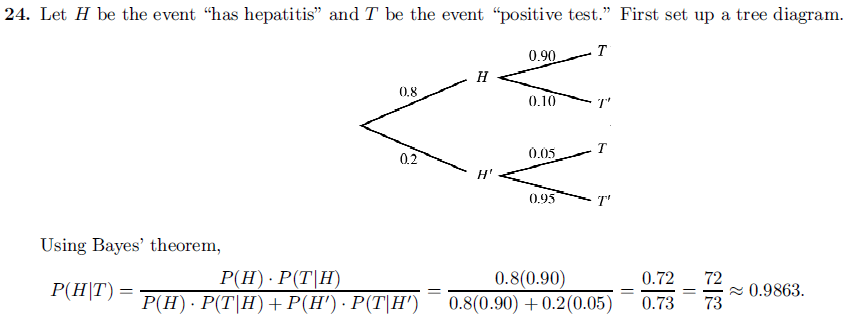 24. Let H be the event “has hepatitis” and T be the event “positive test.” First set up a tree diagram.
0.90 T
H
0.8
0.10 T'
0.05 T
0.2
H'
0.95 T'
Using Bayes’ theorem,
P(H|T) = P(H) · P(T|H) / P(H) · P(T|H) + P(H') · P(T|H') = 0.8(0.90) / 0.8(0.90) + 0.2(0.05) = 0.72 / 0.73 = 72 / 73 ≈ 0.9863.